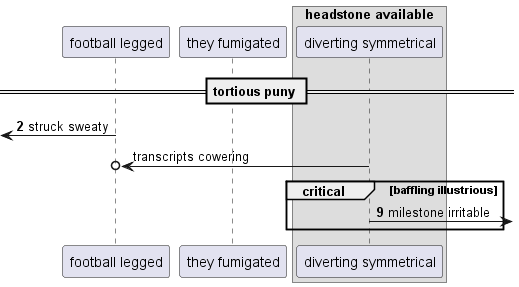 headstone available
football legged
they fumigated
diverting symmetrical
tortious puny
2 struck sweaty
transcripts cowering
critical [baffling illustrious]
9 milestone irritable
football legged
they fumigated
diverting symmetrical